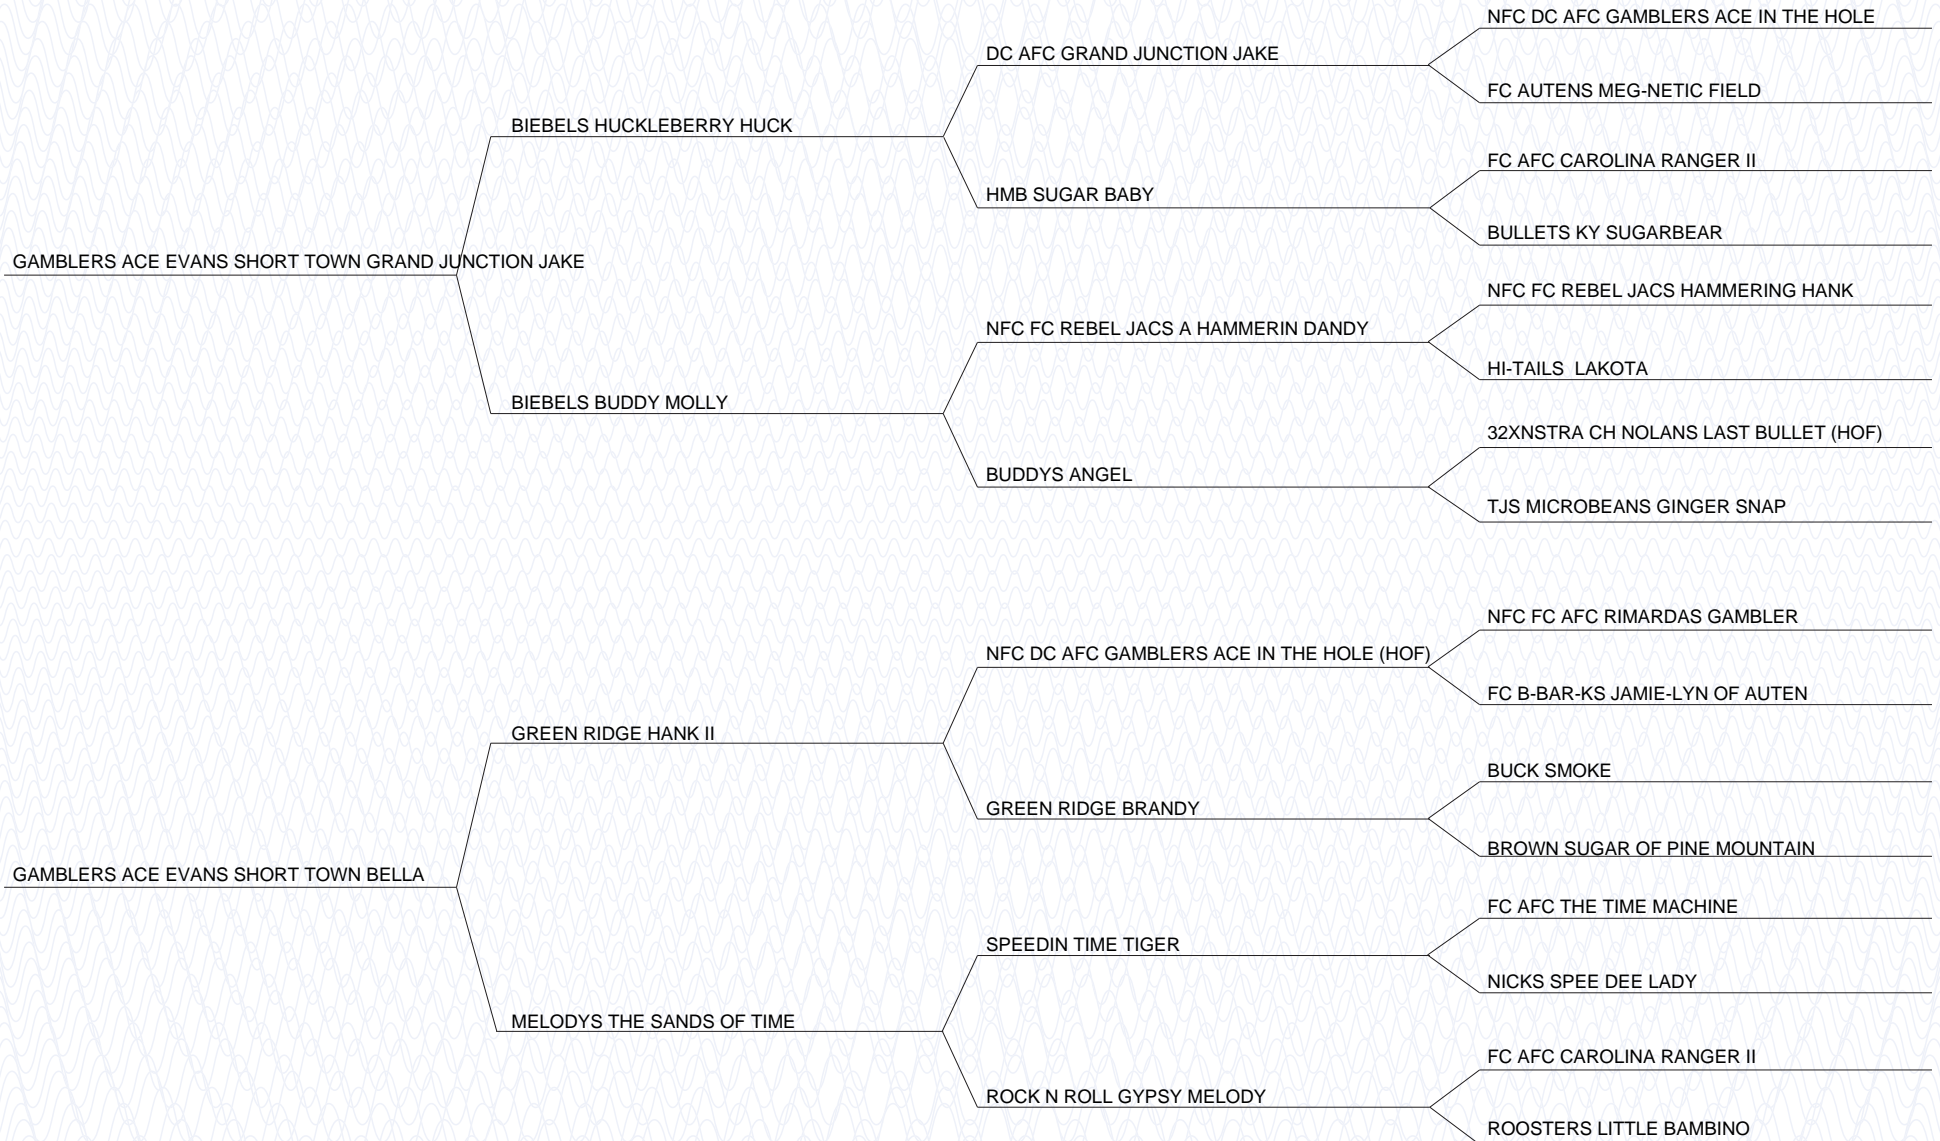 NFC DC AFC GAMBLERS ACE IN THE HOLE
DC AFC GRAND JUNCTION JAKE
FC AUTENS MEG-NETIC FIELD
BIEBELS HUCKLEBERRY HUCK
FC AFC CAROLINA RANGER II
HMB SUGAR BABY
BULLETS KY SUGARBEAR
GAMBLERS ACE EVANS SHORT TOWN GRAND JUNCTION JAKE
NFC FC REBEL JACS HAMMERING HANK
NFC FC REBEL JACS A HAMMERIN DANDY
HI-TAILS  LAKOTA
BIEBELS BUDDY MOLLY
32XNSTRA CH NOLANS LAST BULLET (HOF)
BUDDYS ANGEL
TJS MICROBEANS GINGER SNAP
NFC FC AFC RIMARDAS GAMBLER
NFC DC AFC GAMBLERS ACE IN THE HOLE (HOF)
FC B-BAR-KS JAMIE-LYN OF AUTEN
GREEN RIDGE HANK II
BUCK SMOKE
GREEN RIDGE BRANDY
BROWN SUGAR OF PINE MOUNTAIN
GAMBLERS ACE EVANS SHORT TOWN BELLA
FC AFC THE TIME MACHINE
SPEEDIN TIME TIGER
NICKS SPEE DEE LADY
MELODYS THE SANDS OF TIME
FC AFC CAROLINA RANGER II
ROCK N ROLL GYPSY MELODY
ROOSTERS LITTLE BAMBINO